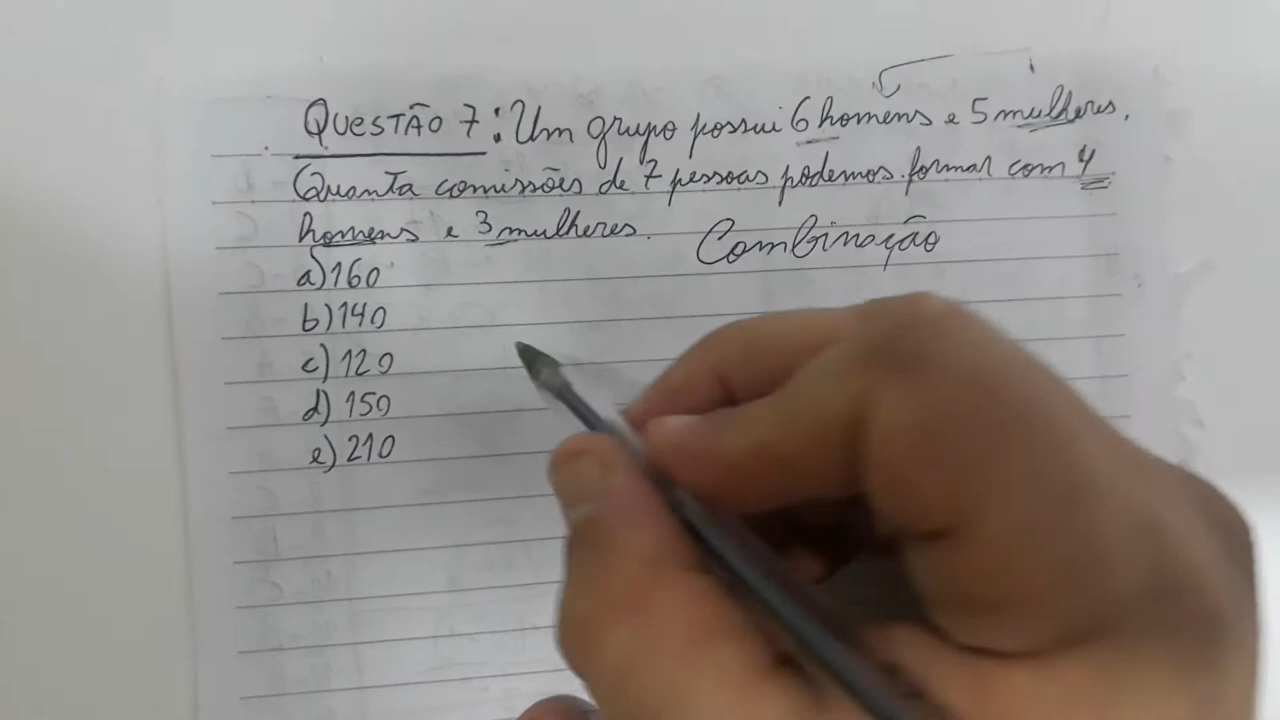 QUESTÃO 7: Um grupo possui 6 homens e 5 mulheres.
Quanta comissões de 7 pessoas podemos formar com 4
homens e 3 mulheres. Combinação
a) 160
b) 140
c) 120
d) 150
e) 210